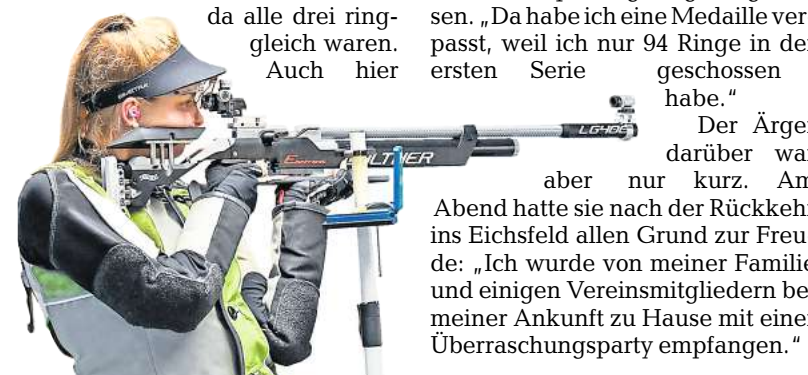 da alle drei ring-
gleich waren.
Auch hier
sen. „Da habe ich eine Medaille ver
passt, weil ich nur 94 Ringe in der
ersten Serie geschossen
habe."
Der Ärger
darüber war
aber nur kurz. Am
Abend hatte sie nach der Rückkehr
ins Eichsfeld allen Grund zur Freu
de: „Ich wurde von meiner Familie
und einigen Vereinsmitgliedern be
meiner Ankunft zu Hause mit einer
Überraschungsparty empfangen."
LG400